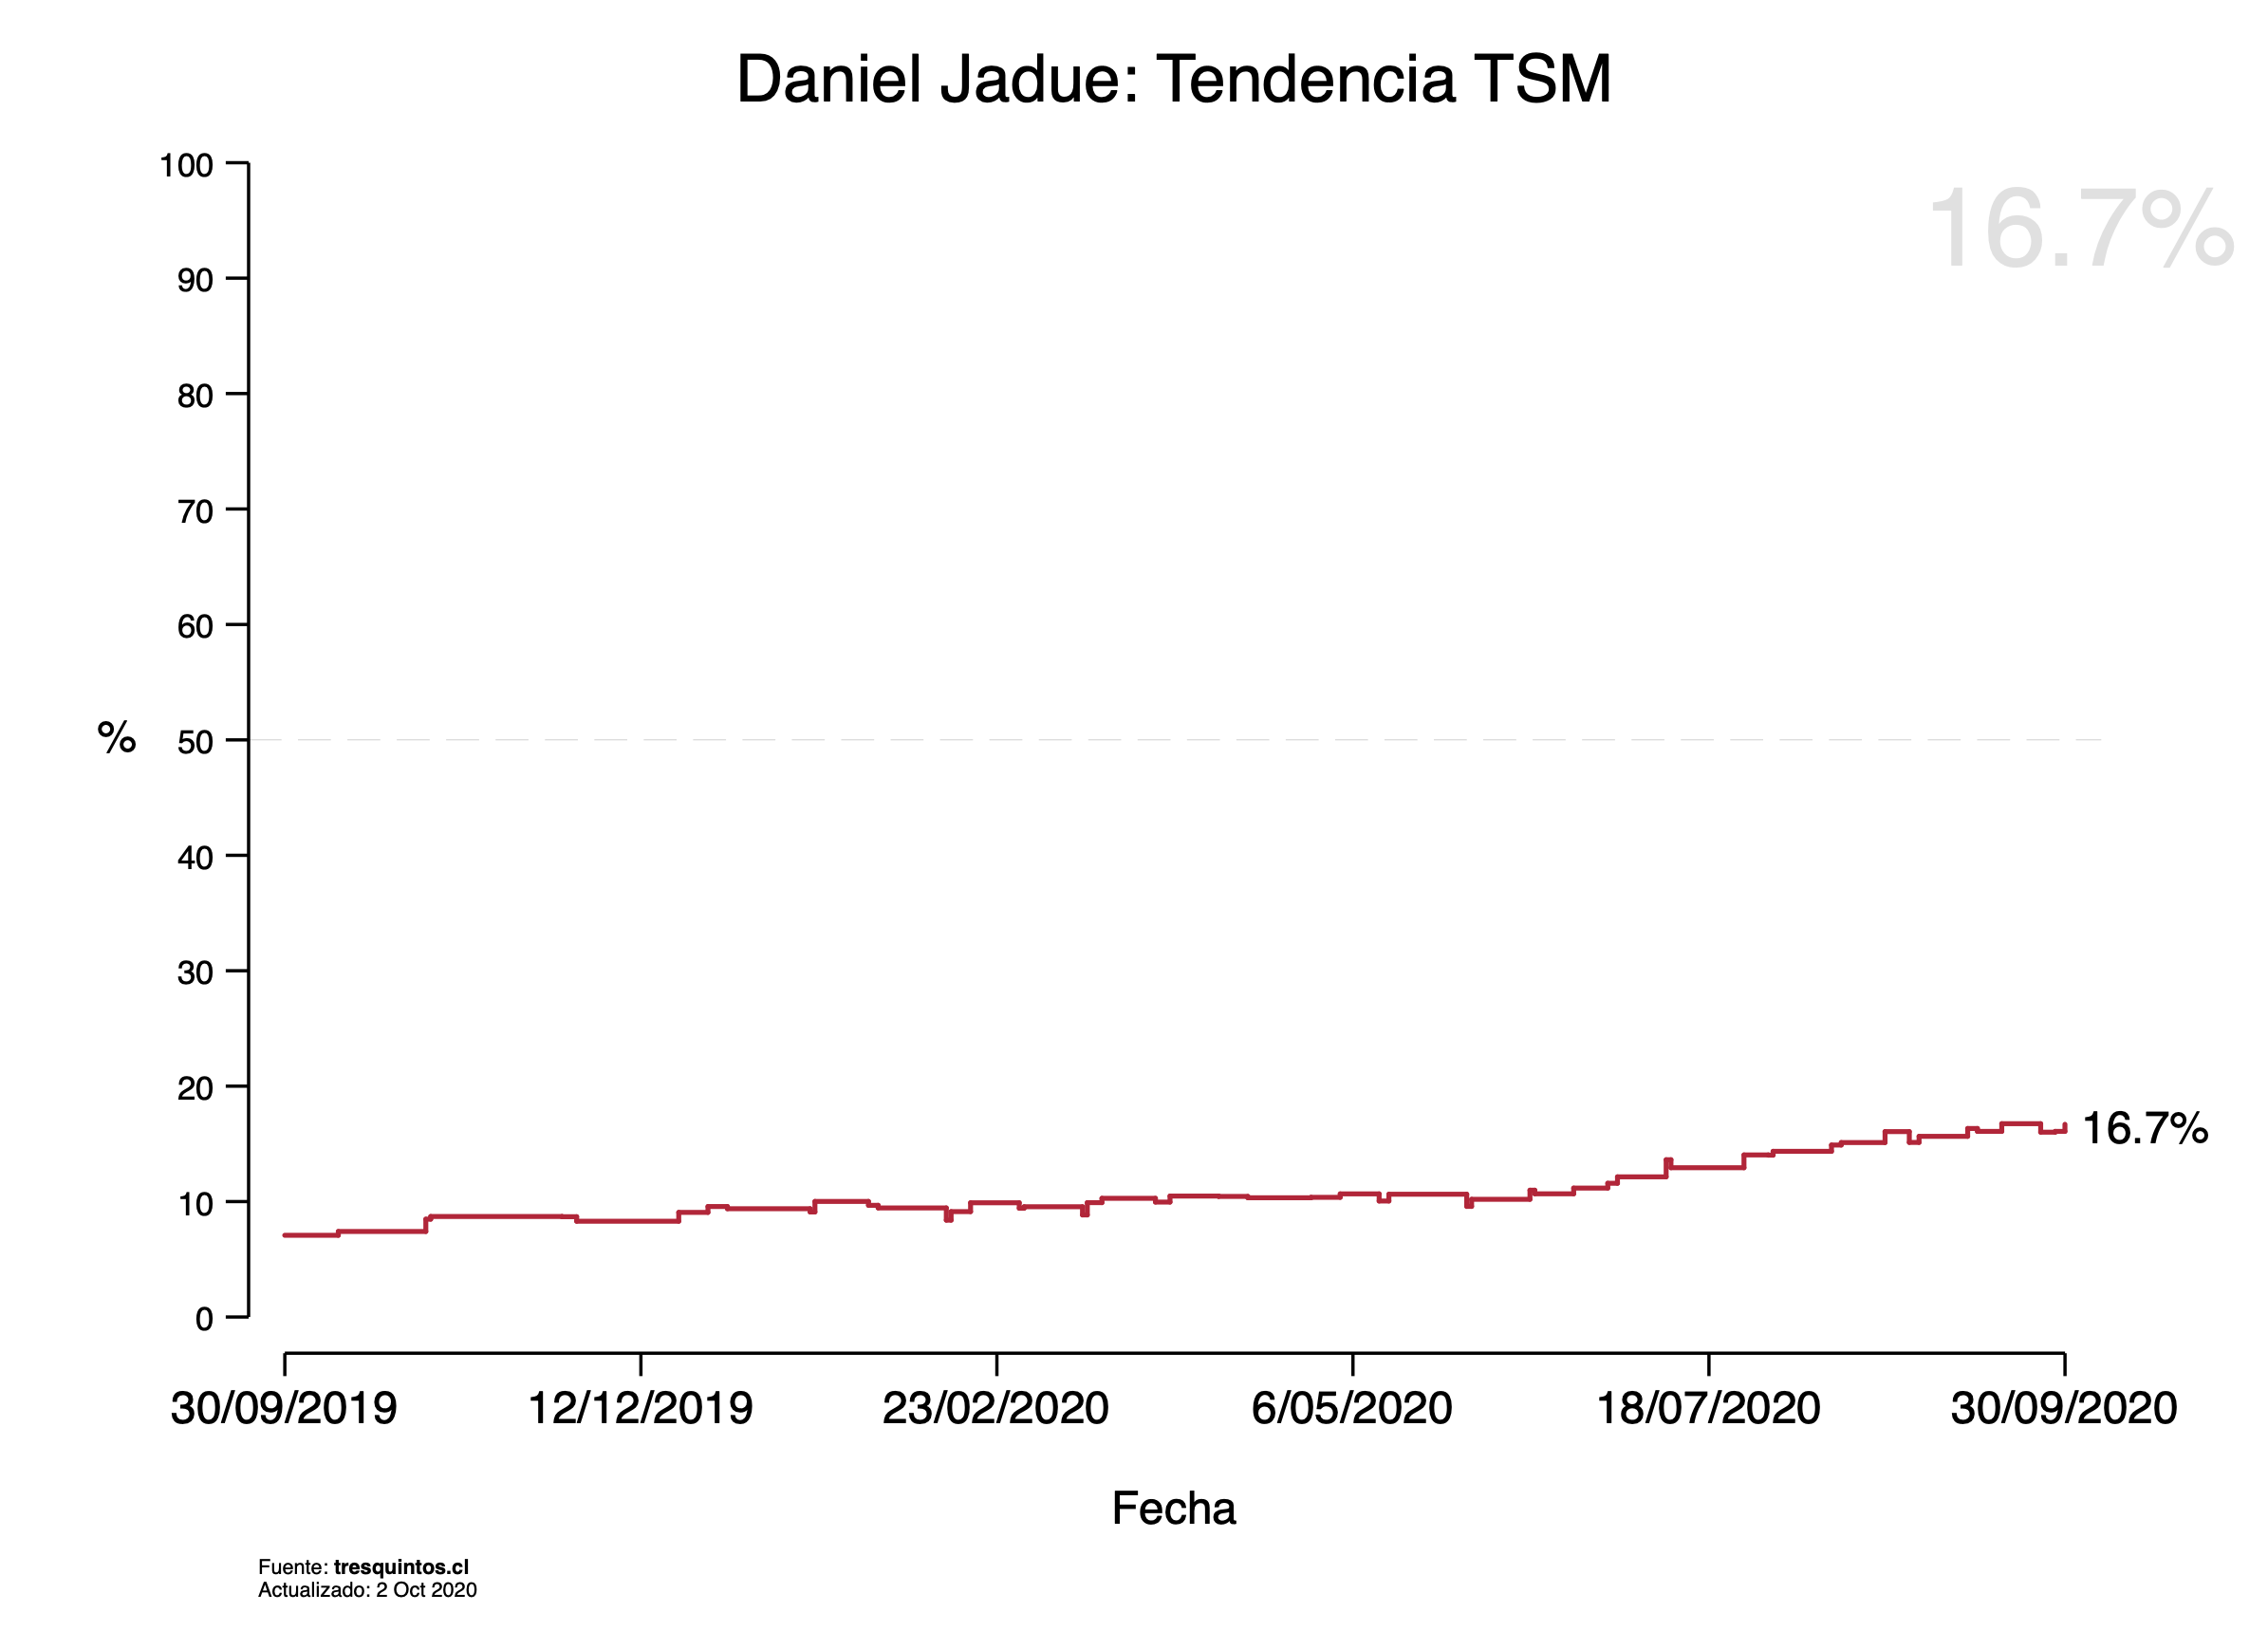 Daniel Jadue: Tendencia TSM
16.7%
100
90
80
70
60
50
40
30
20
10
0
%
16.7%
30/09/2019 12/12/2019 23/02/2020 6/05/2020 18/07/2020 30/09/2020
Fecha
Fuente: tresquintos.cl
Actualizado: 2 Oct 2020